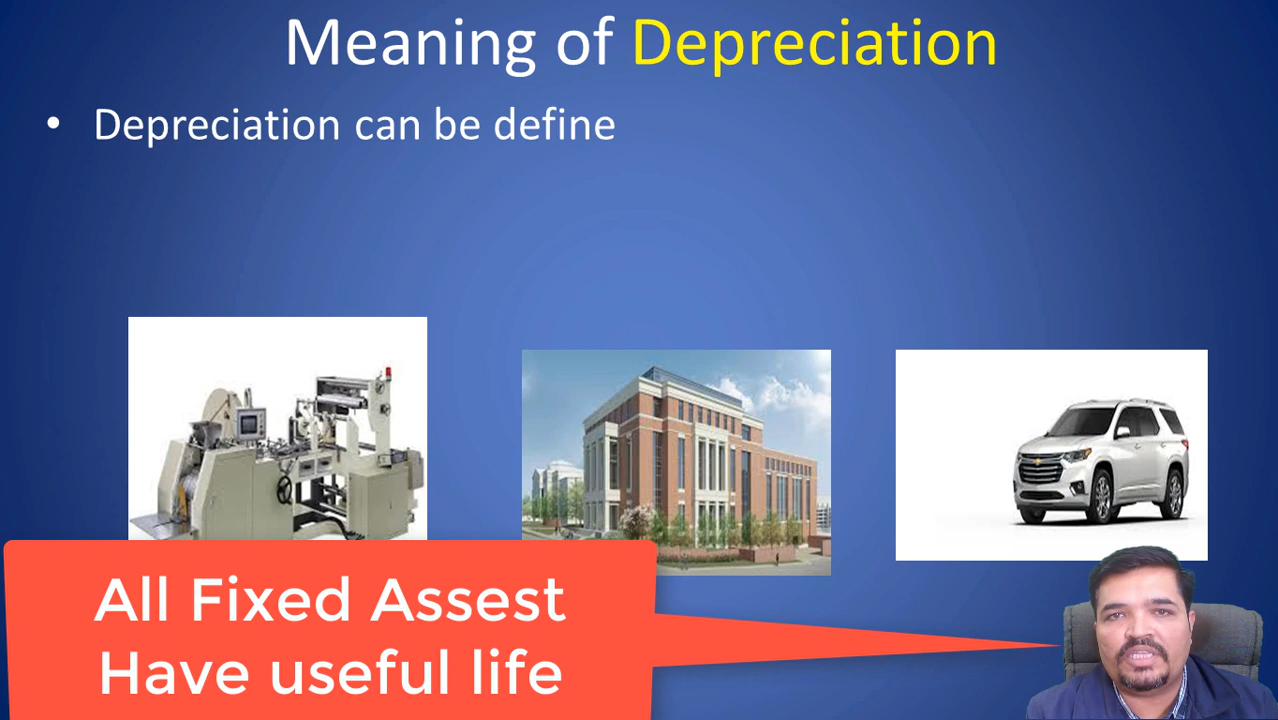 Meaning of Depreciation
• Depreciation can be define
All Fixed Assest
Have useful life